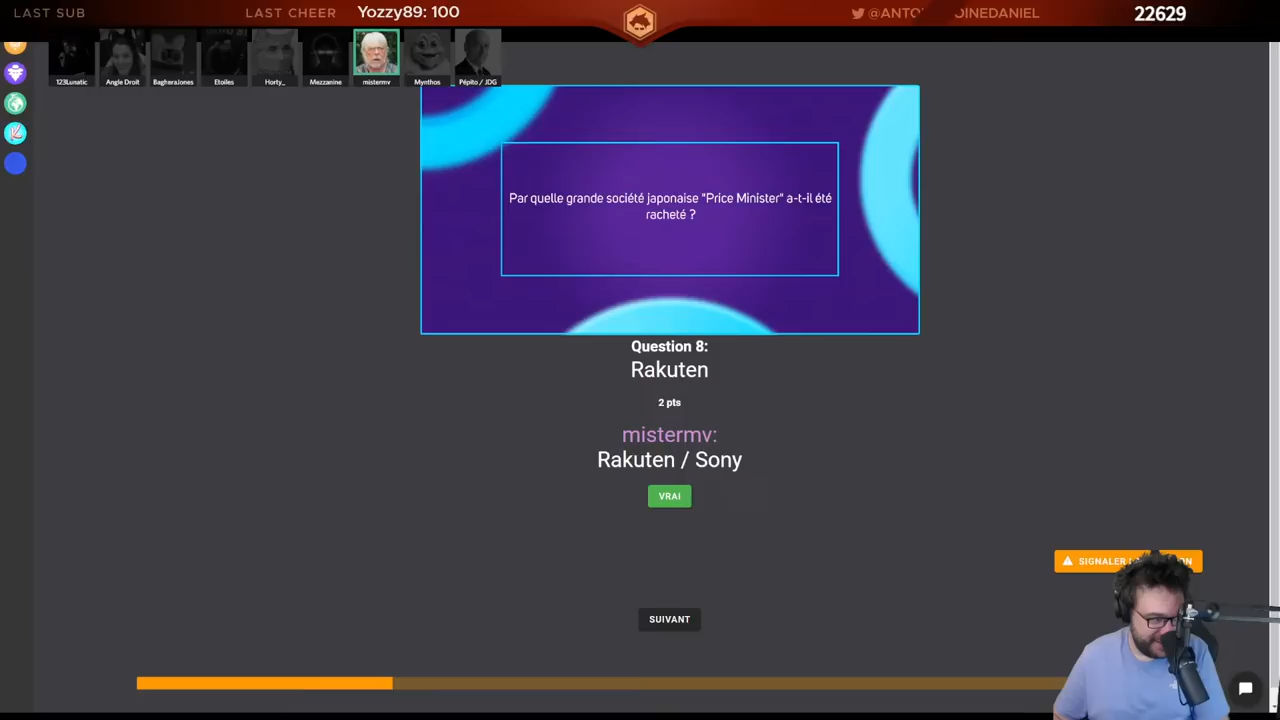 LAST SUB
LAST CHEER
Yozzy89: 100
22629
123Lunatic
Angle Droit
BagheraJones
Etoiles
Horty_
Mezzanine
mistermv
Mynthos
Pépito / JDG
Par quelle grande société japonaise "Price Minister" a-t-il été
racheté ?
Question 8:
Rakuten
2 pts
mistermv:
Rakuten / Sony
VRAI
SIGNALER
SUIVANT